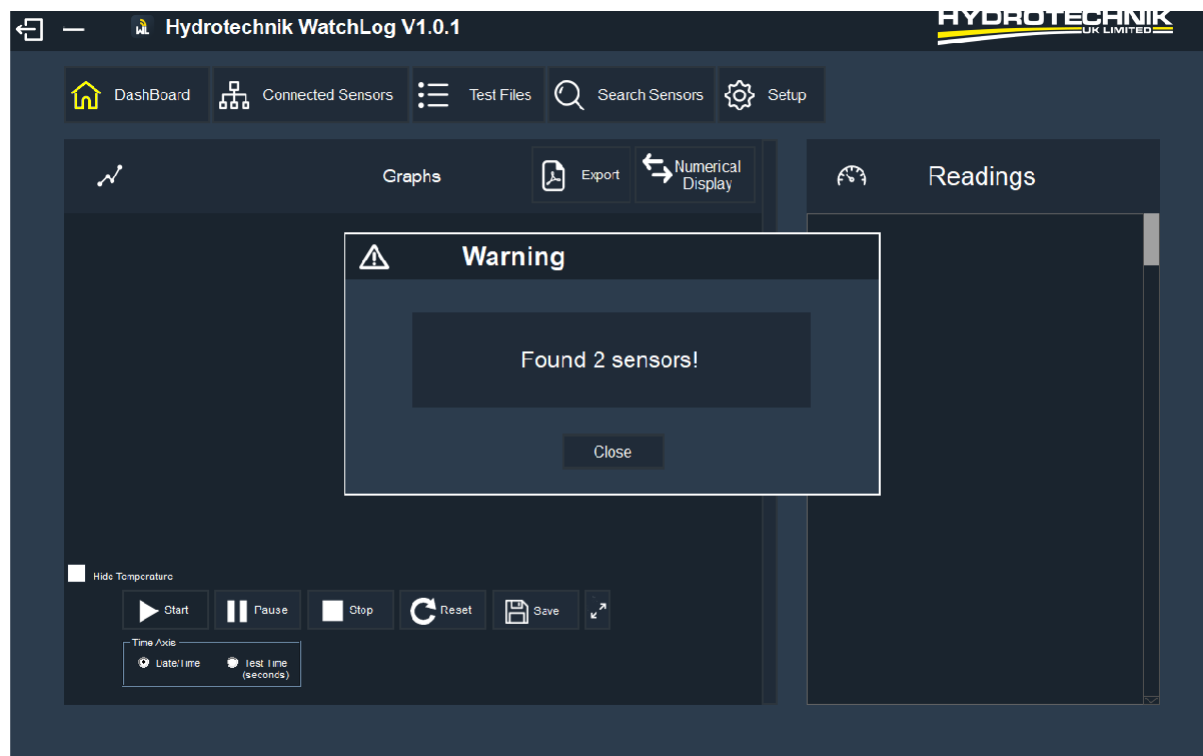 WL Hydrotechnik WatchLog V1.0.1
HYDROTECHNIK
UK LIMITED
DashBoard Connected Sensors Test Files Search Sensors Setup
Graphs Export Numerical
Display
Readings
Warning
Found 2 sensors!
Close
Hide Temperature
Start Pause Stop Reset Save
Time Axis
Date/Time Test Time
(seconds)